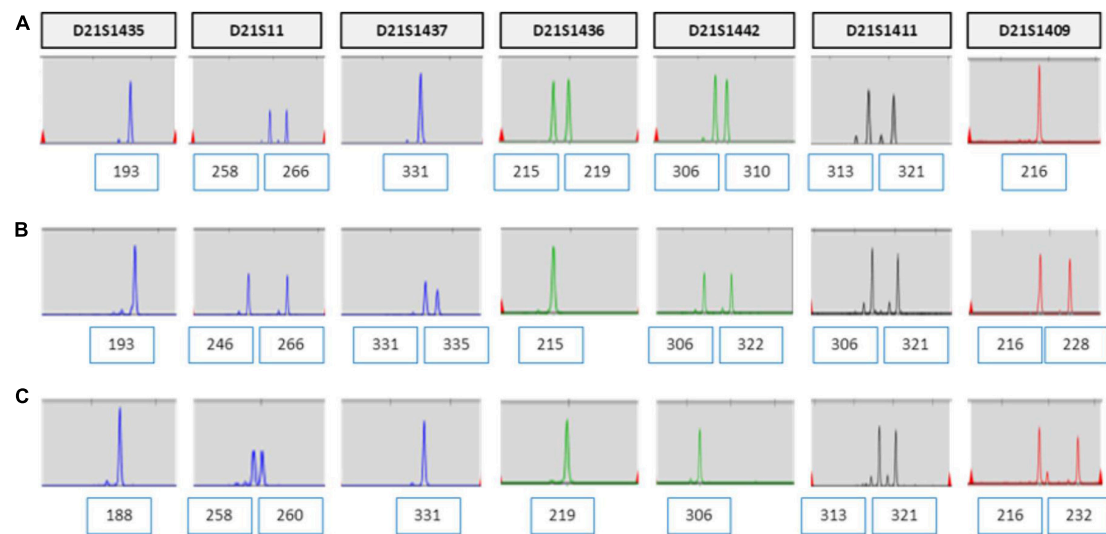 A D21S1435 D21S11 D21S1437 D21S1436 D21S1442 D21S1411 D21S1409
193 258 266 331 215 219 306 310 313 321 216
B
193 246 266 331 335 215 306 322 306 321 216 228
C
188 258 260 331 219 306 313 321 216 232